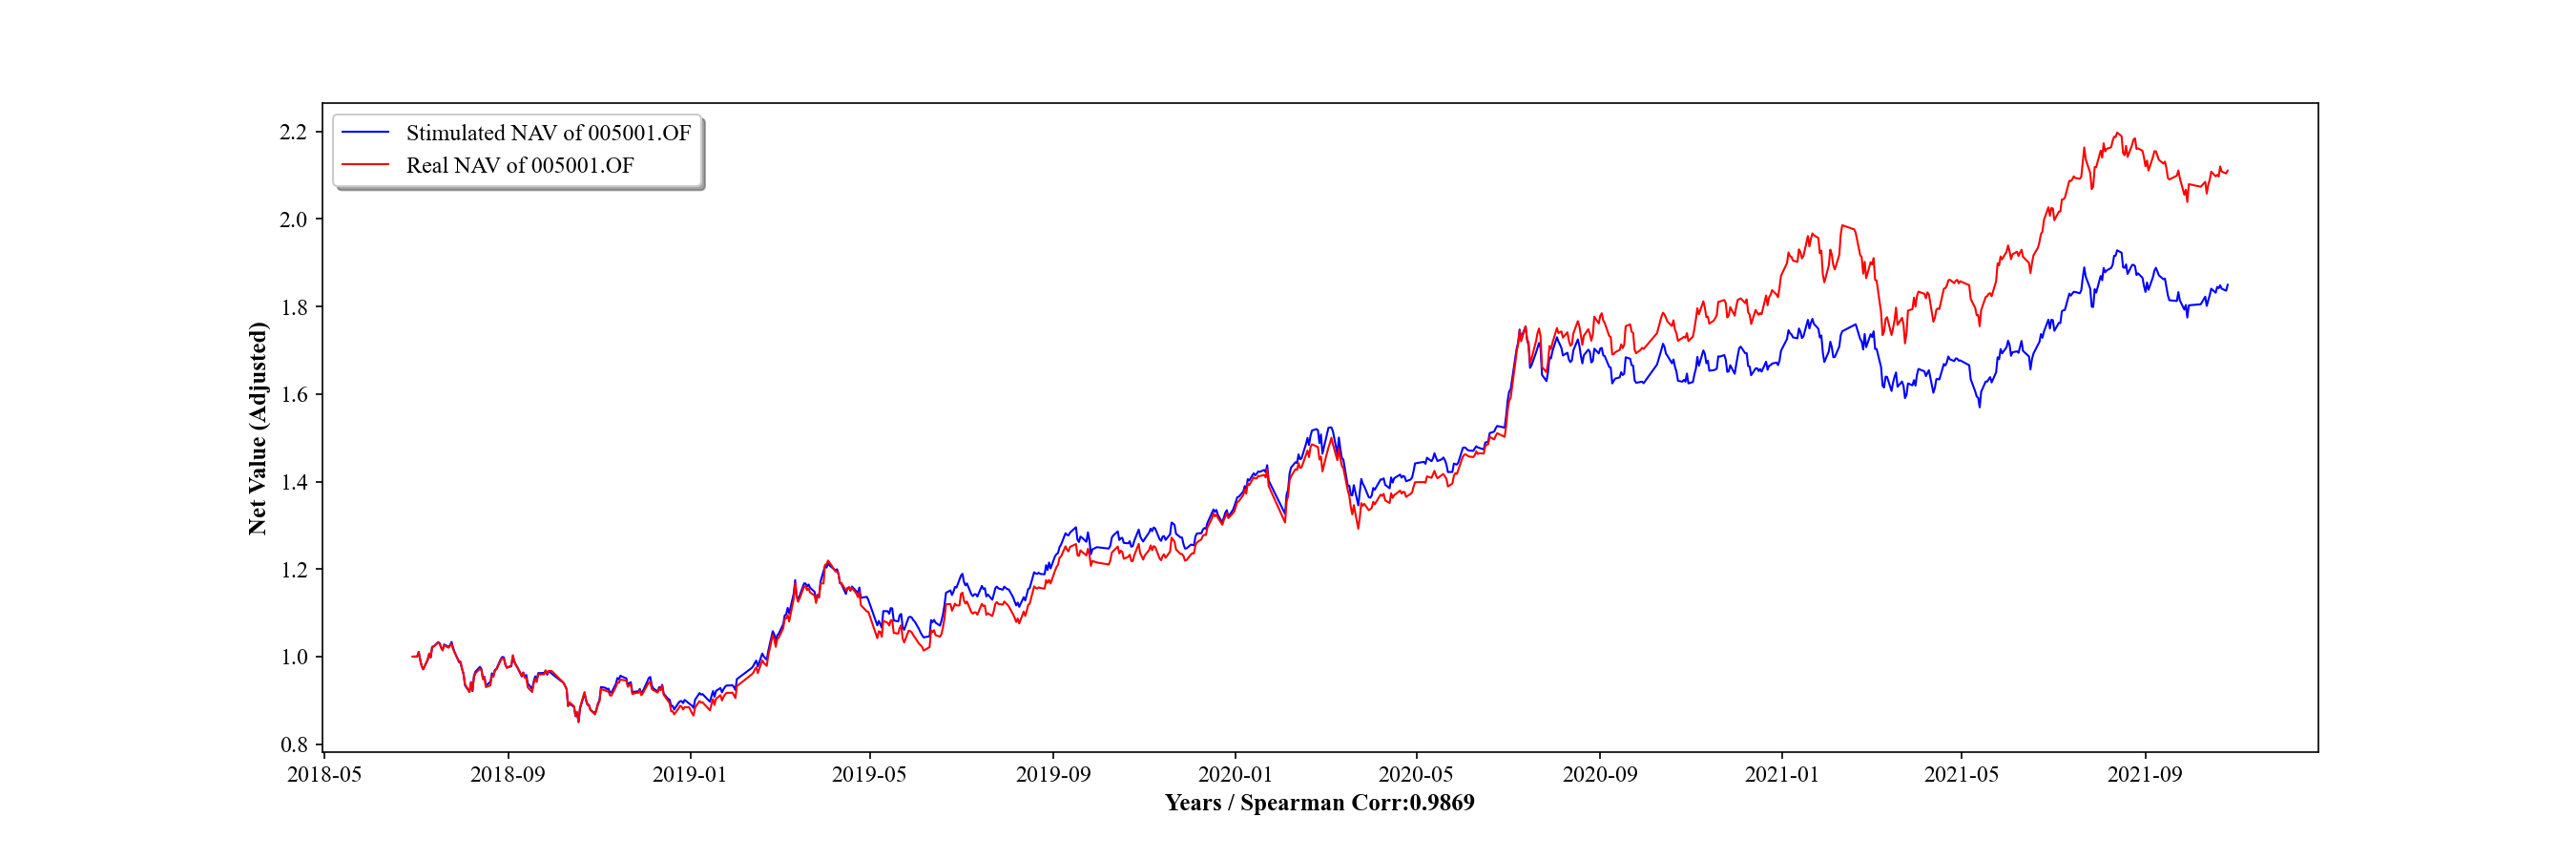 Stimulated NAV of 005001.OF
Real NAV of 005001.OF
Net Value (Adjusted)
2.2
2.0
1.8
1.6
1.4
1.2
1.0
0.8
2018-05 2018-09 2019-01 2019-05 2019-09 2020-01 2020-05 2020-09 2021-01 2021-05 2021-09
Years / Spearman Corr:0.9869